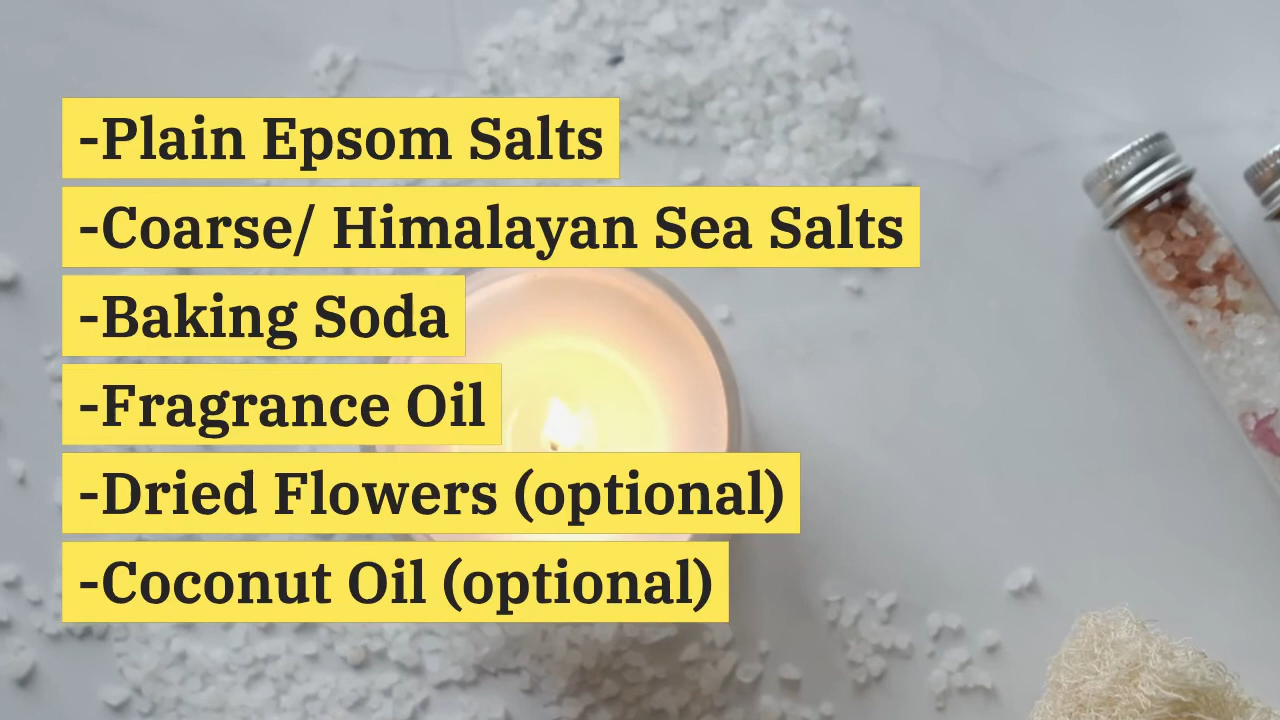 -Plain Epsom Salts
-Coarse/ Himalayan Sea Salts
-Baking Soda
-Fragrance Oil
-Dried Flowers (optional)
-Coconut Oil (optional)